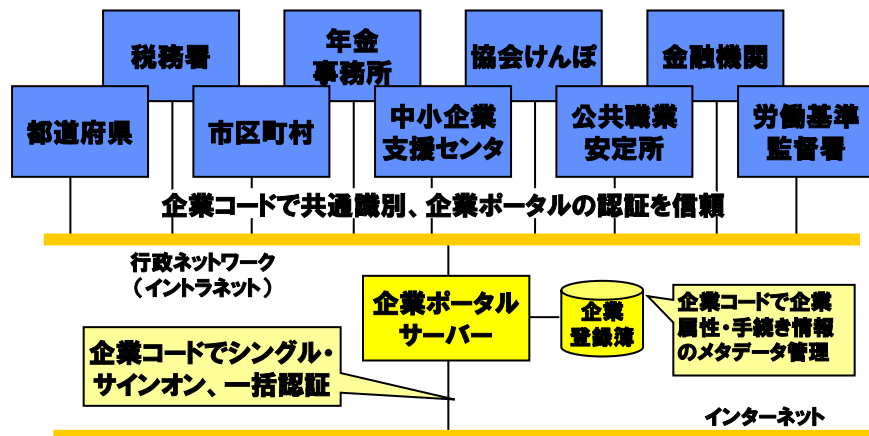 税務署
年金
事務所
協会けんぽ
金融機関
都道府県
市区町村
中小企業
支援センタ
公共職業
安定所
労働基準
監督署
企業コードで共通識別、企業ポータルの認証を信頼
行政ネットワーク
（イントラネット）
企業ポータル
サーバー
企業
登録簿
企業コードで企業
属性・手続き情報
のメタデータ管理
企業コードでシングル・
サインオン、一括認証
インターネット